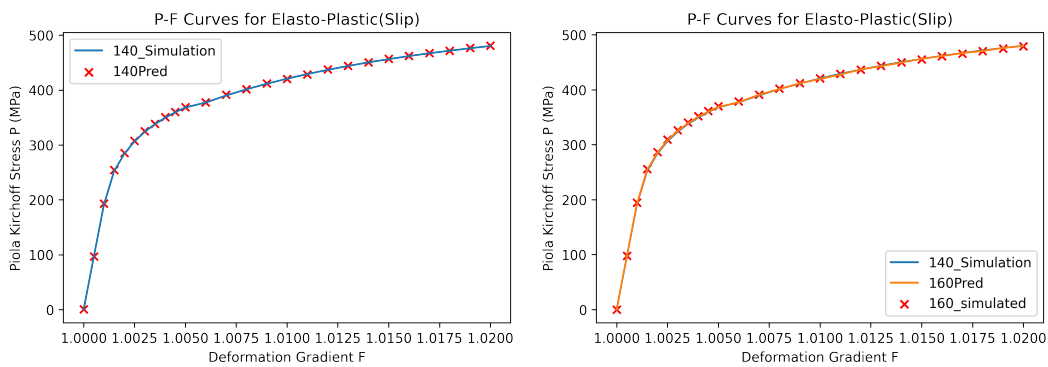 P-F Curves for Elasto-Plastic(Slip)
500
400
300
200
100
0
Piola Kirchoff Stress P (MPa)
140_Simulation
140Pred
1.0000 1.0025 1.0050 1.0075 1.0100 1.0125 1.0150 1.0175 1.0200
Deformation Gradient F
P-F Curves for Elasto-Plastic(Slip)
500
400
300
200
100
0
Piola Kirchoff Stress P (MPa)
140_Simulation
160Pred
160_simulated
1.0000 1.0025 1.0050 1.0075 1.0100 1.0125 1.0150 1.0175 1.0200
Deformation Gradient F